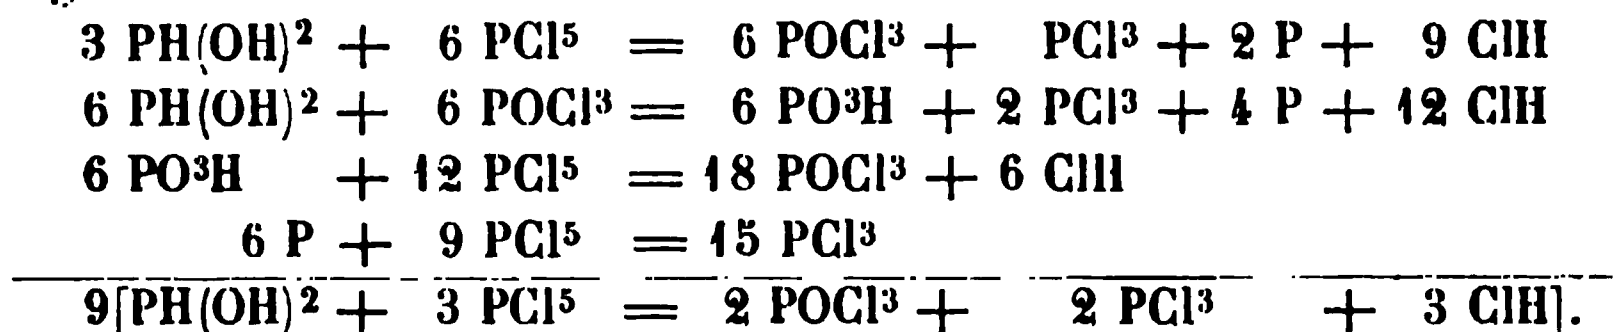 3 PH(OH)² + 6 PCl⁵ = 6 POCl³ + PCl³ + 2 P + 9 ClH
6 PH(OH)² + 6 POCl³ = 6 PO³H + 2 PCl³ + 4 P + 12 ClH
6 PO³H + 12 PCl⁵ = 18 POCl³ + 6 ClH
6 P + 9 PCl⁵ = 15 PCl³
9[PH(OH)² + 3 PCl⁵ = 2 POCl³ + 2 PCl³ + 3 ClH].